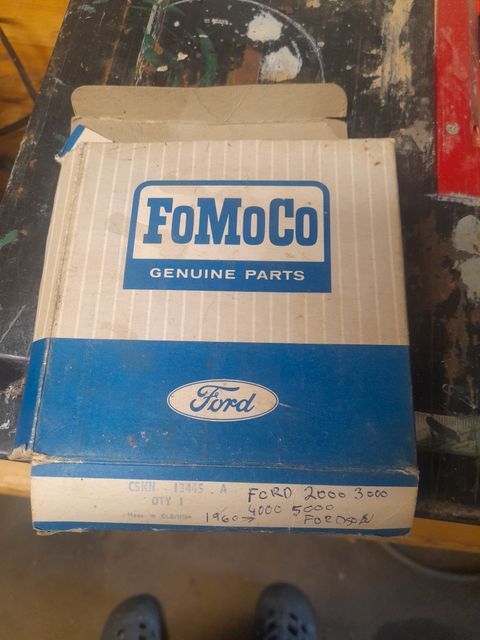 FoMoCo
GENUINE PARTS
Ford
C5NN - 13445 - A
QTY 1
FORD 2000 3000
4000 5000
1960→